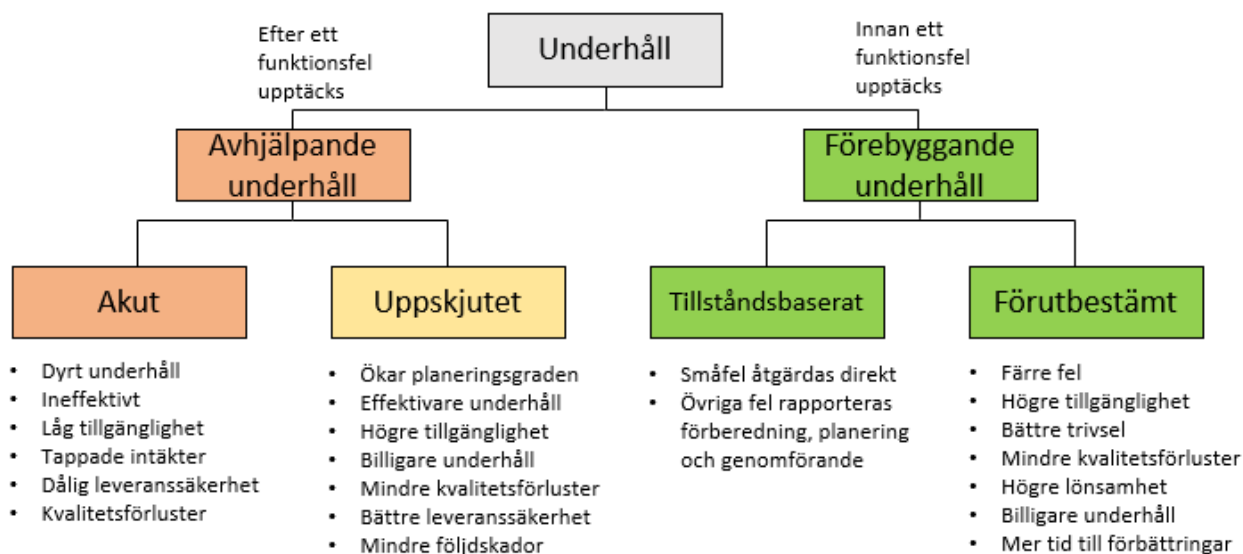 Underhåll
Efter ett
funktionsfel
upptäcks
Innan ett
funktionsfel
upptäcks
Avhjälpande
underhåll
Förebyggande
underhåll
Akut
Uppskjutet
Tillståndsbaserat
Förutbestämt
• Dyrt underhåll
• Ineffektivt
• Låg tillgänglighet
• Tappade intäkter
• Dålig leveranssäkerhet
• Kvalitetsförluster
• Ökar planeringsgraden
• Effektivare underhåll
• Högre tillgänglighet
• Billigare underhåll
• Mindre kvalitetsförluster
• Bättre leveranssäkerhet
• Mindre följdskador
• Småfel åtgärdas direkt
• Övriga fel rapporteras
förberedning, planering
och genomförande
• Färre fel
• Högre tillgänglighet
• Bättre trivsel
• Mindre kvalitetsförluster
• Högre lönsamhet
• Billigare underhåll
• Mer tid till förbättringar